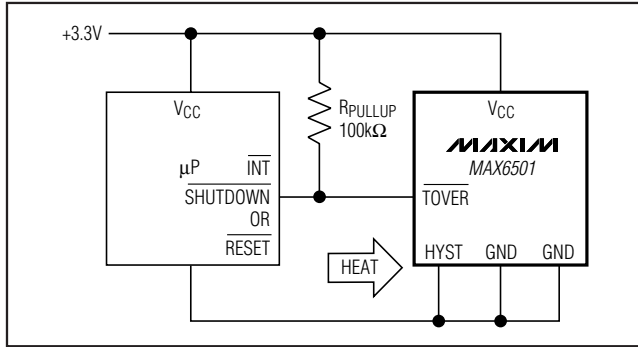 +3.3V
VCC
RPULLUP
100kΩ
VCC
MAXIM
MAX6501
µP
INT
SHUTDOWN
OR
RESET
TOVER
HEAT
HYST GND GND